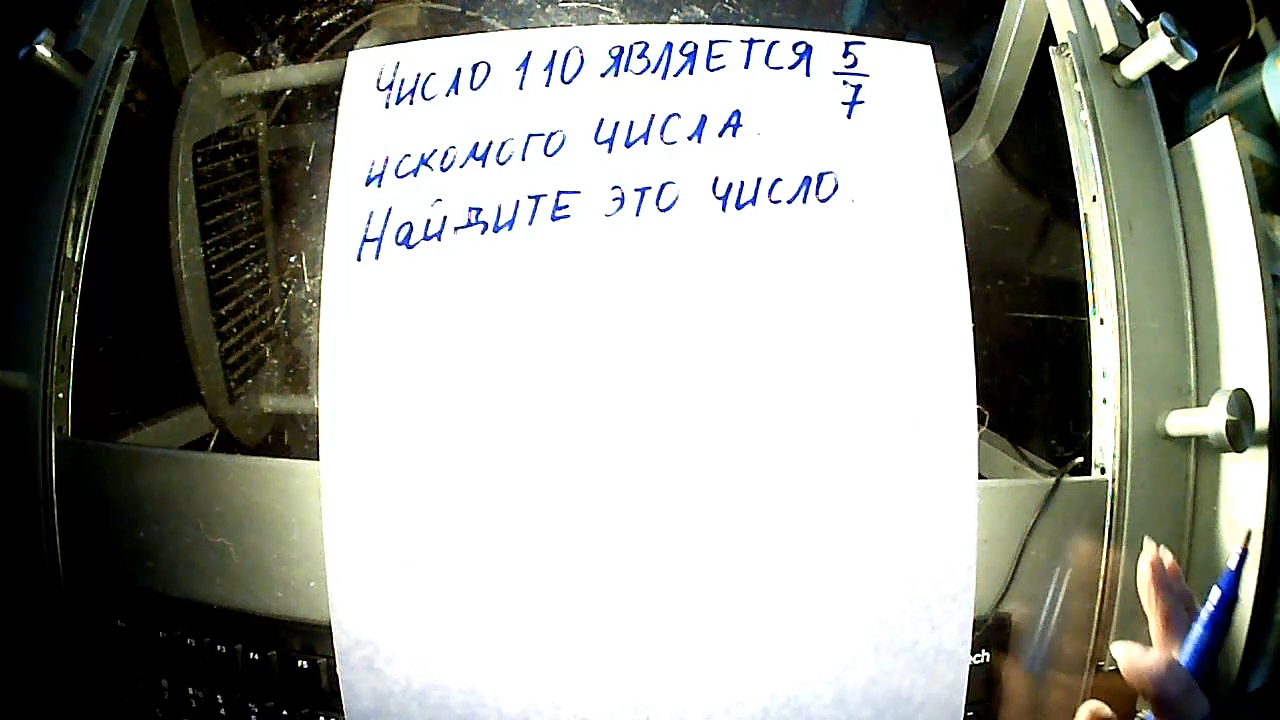 Число 110 является 5/7
искомого числа.
Найдите это число.